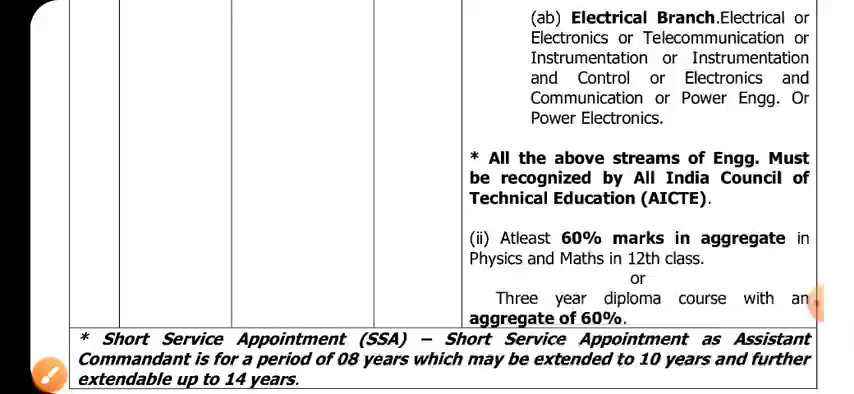 (ab) Electrical Branch.Electrical or
Electronics or Telecommunication or
Instrumentation or Instrumentation
and Control or Electronics and
Communication or Power Engg. Or
Power Electronics.
* All the above streams of Engg. Must
be recognized by All India Council of
Technical Education (AICTE).
(ii) Atleast 60% marks in aggregate in
Physics and Maths in 12th class.
or
Three year diploma course with an
aggregate of 60%.
* Short Service Appointment (SSA) – Short Service Appointment as Assistant
Commandant is for a period of 08 years which may be extended to 10 years and further
extendable up to 14 years.